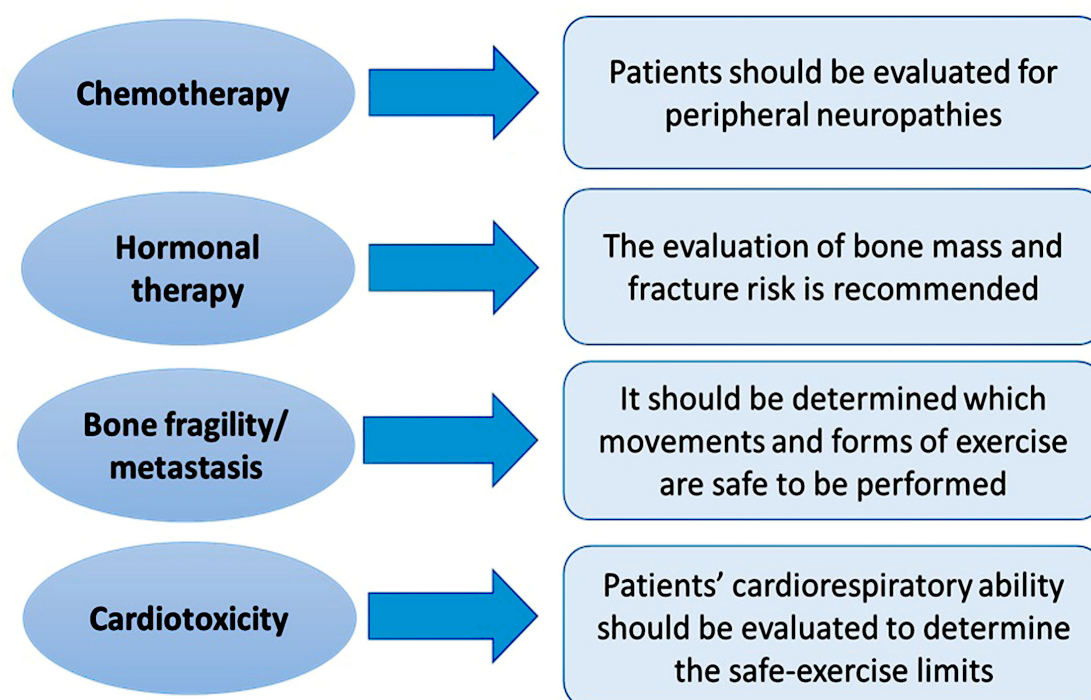 Chemotherapy
Patients should be evaluated for
peripheral neuropathies
Hormonal
therapy
The evaluation of bone mass and
fracture risk is recommended
Bone fragility/
metastasis
It should be determined which
movements and forms of exercise
are safe to be performed
Cardiotoxicity
Patients’ cardiorespiratory ability
should be evaluated to determine
the safe-exercise limits